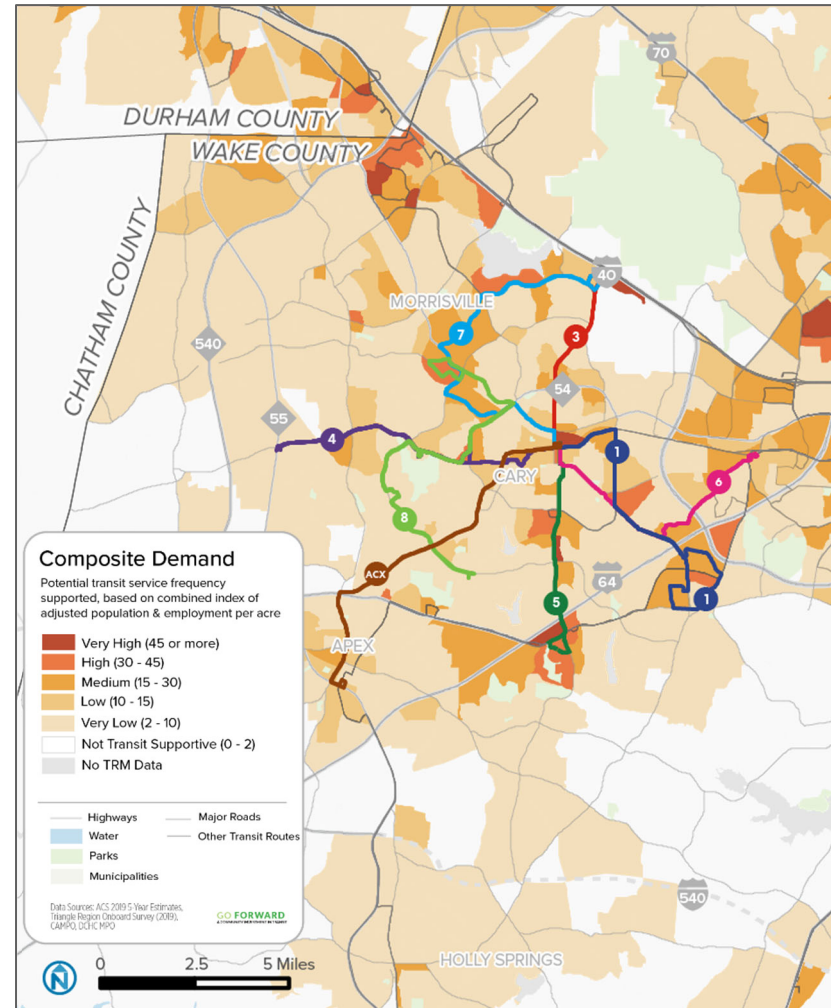 70
DURHAM COUNTY
WAKE COUNTY
CHATHAM COUNTY
40
MORRISVILLE
7
3
540
54
55
4
1
CARY
6
8
ACX
64
5
1
APEX
Composite Demand
Potential transit service frequency
supported, based on combined index of
adjusted population & employment per acre
Very High (45 or more)
High (30 - 45)
Medium (15 - 30)
Low (10 - 15)
Very Low (2 - 10)
Not Transit Supportive (0 - 2)
No TRM Data
Highways
Major Roads
Water
Other Transit Routes
Parks
Municipalities
Data Sources: ACS 2019 5-Year Estimates,
Triangle Region Onboard Survey (2019),
CAMPO, DCHC MPO
GO FORWARD
540
HOLLY SPRINGS
N
0 2.5 5 Miles